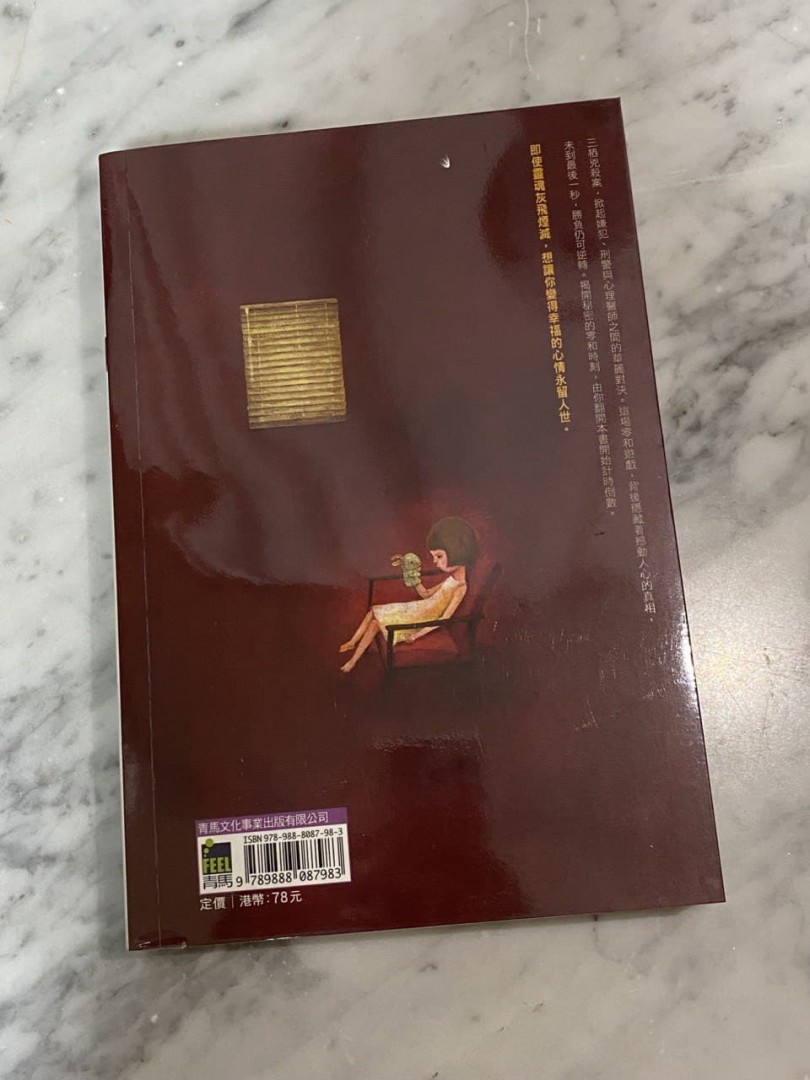 三樁兇殺案，掀起嫌犯、刑警與心理醫師之間的華麗對決。這場零和遊戲，背後隱藏著撼動人心的真相，
未到最後一秒，勝負仍可逆轉。揭開秘密的零和時刻，由你翻開本書開始計時倒數。
即使靈魂灰飛煙滅，想讓你變得幸福的心情永留人世。
青馬文化事業出版有限公司
ISBN 978-988-8087-98-3
FEEL
青馬
9 789888 087983
定價｜港幣：78元